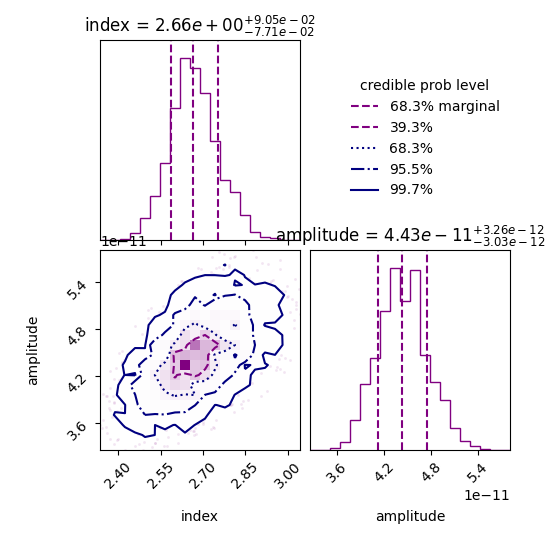 index = 2.66e+00+9.05e−02 −7.71e−02
credible prob level
68.3% marginal
39.3%
68.3%
95.5%
99.7%
1e−11
amplitude = 4.43e−11+3.26e−12 −3.03e−12
amplitude
5.4
4.8
4.2
3.6
2.40 2.55 2.70 2.85 3.00
3.6 4.2 4.8 5.4
1e−11
index
amplitude